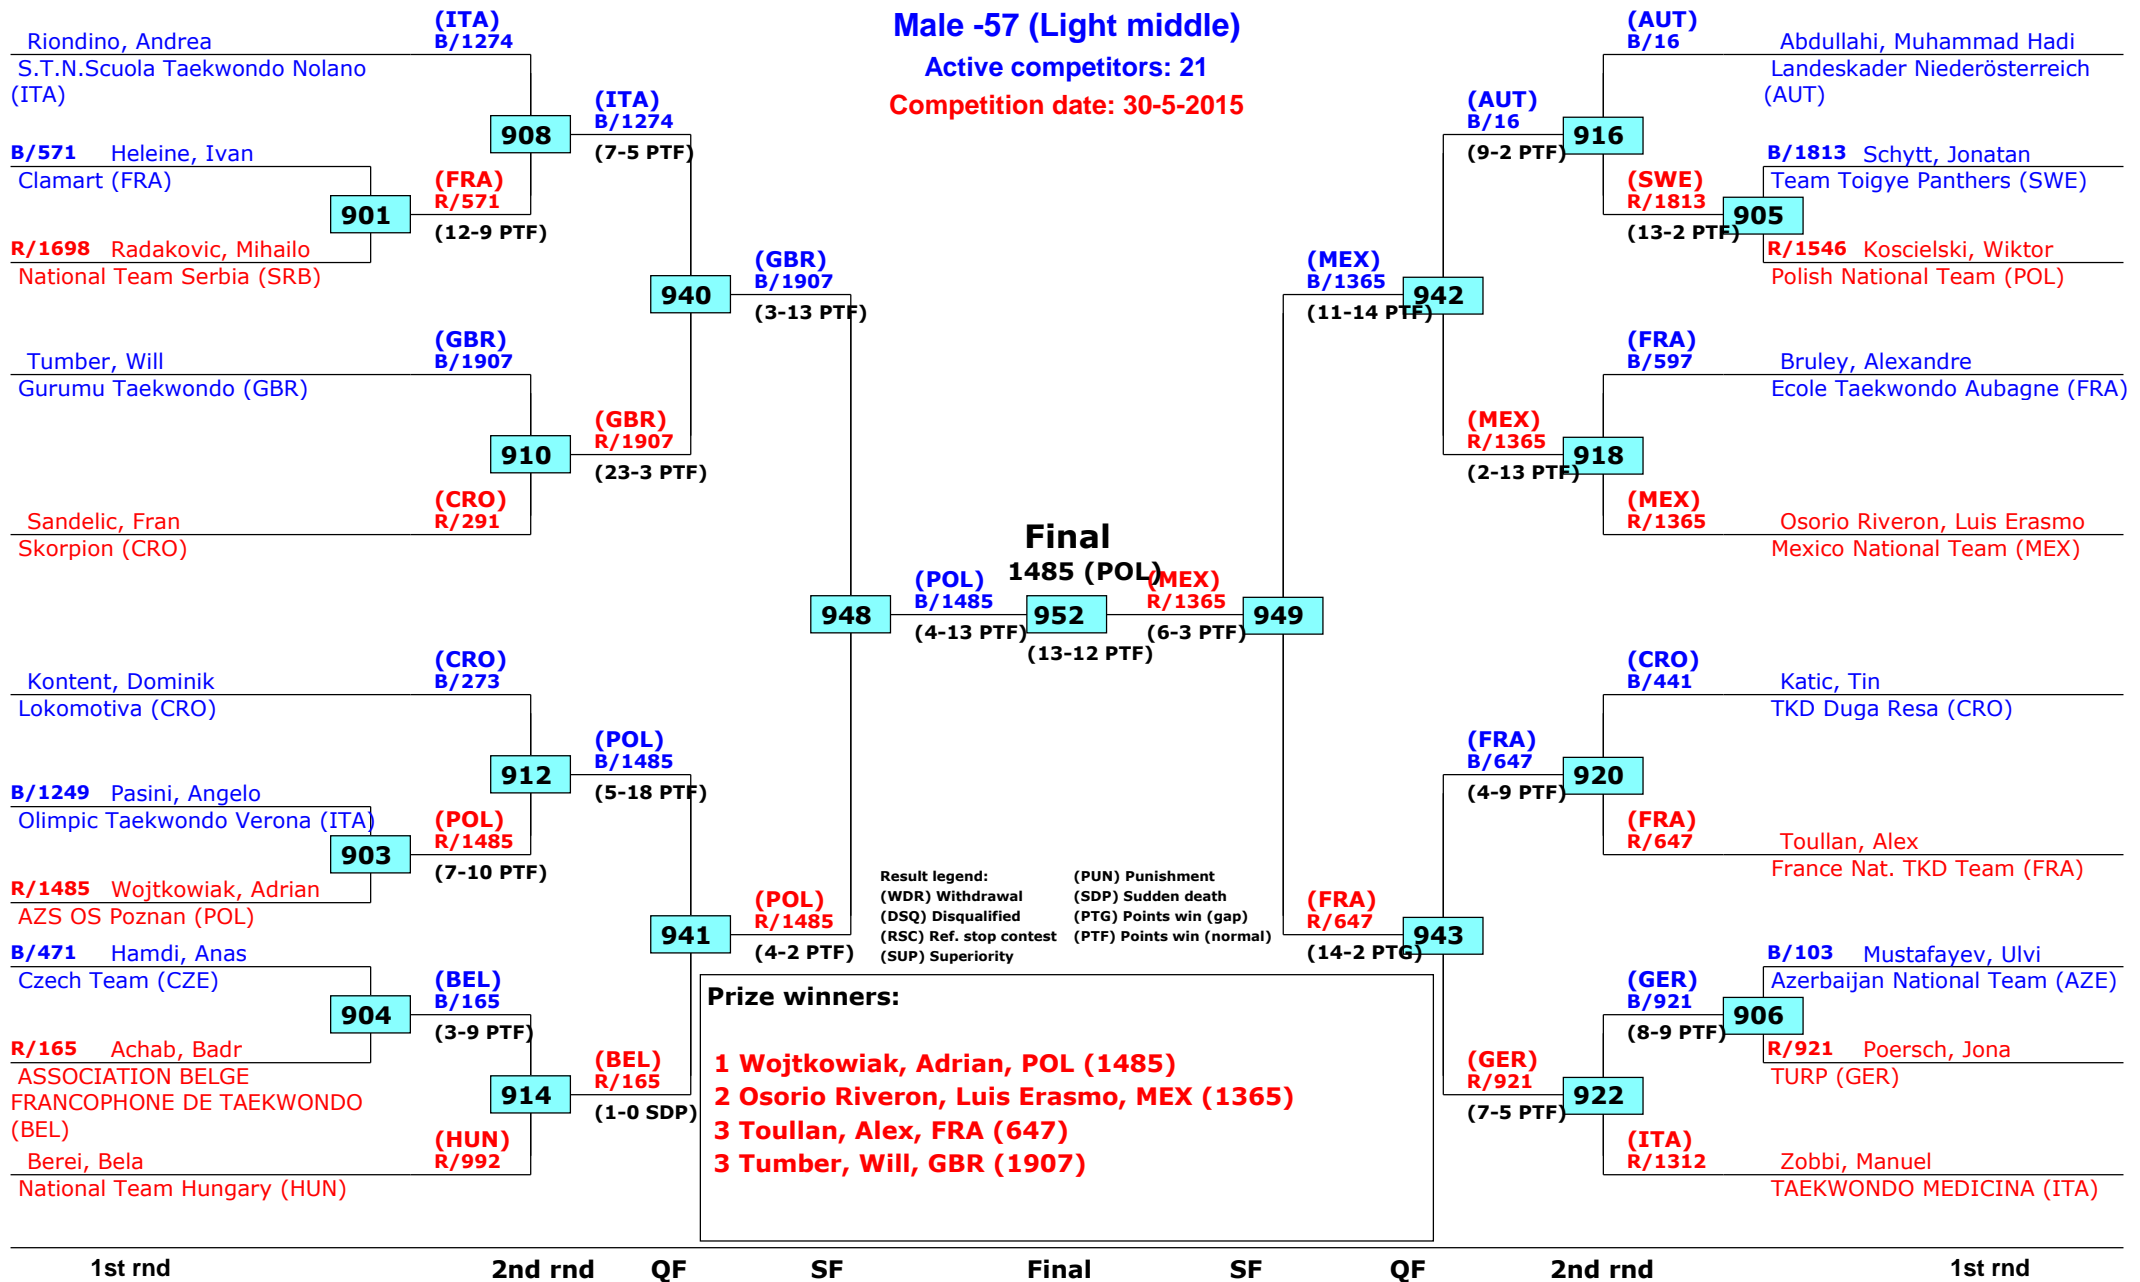 Male -57 (Light middle)
Active competitors: 21
Competition date: 30-5-2015
Riondino, Andrea
S.T.N.Scuola Taekwondo Nolano
(ITA)
(ITA)
B/1274
B/571 Heleine, Ivan
Clamart (FRA)
901
R/1698 Radakovic, Mihailo
National Team Serbia (SRB)
(FRA)
R/571
(12-9 PTF)
908
(ITA)
B/1274
(7-5 PTF)
Tumber, Will
Gurumu Taekwondo (GBR)
(GBR)
B/1907
910
Sandelic, Fran
Skorpion (CRO)
(CRO)
R/291
(GBR)
R/1907
(23-3 PTF)
940
(GBR)
B/1907
(3-13 PTF)
Kontent, Dominik
Lokomotiva (CRO)
(CRO)
B/273
B/1249 Pasini, Angelo
Olimpic Taekwondo Verona (ITA)
903
R/1485 Wojtkowiak, Adrian
AZS OS Poznan (POL)
(POL)
R/1485
(7-10 PTF)
912
(POL)
B/1485
(5-18 PTF)
B/471 Hamdi, Anas
Czech Team (CZE)
904
R/165 Achab, Badr
ASSOCIATION BELGE
FRANCOPHONE DE TAEKWONDO
(BEL)
(BEL)
B/165
(3-9 PTF)
914
Berei, Bela
National Team Hungary (HUN)
(HUN)
R/992
(BEL)
R/165
(1-0 SDP)
941
(POL)
R/1485
(4-2 PTF)
948
(POL)
B/1485
(4-13 PTF)
Final
1485 (POL)
952
(13-12 PTF)
(MEX)
R/1365
(6-3 PTF)
949
(MEX)
B/1365
(11-14 PTF)
942
(AUT)
B/16
(9-2 PTF)
916
(AUT)
B/16
Abdullahi, Muhammad Hadi
Landeskader Niederösterreich
(AUT)
(SWE)
R/1813
(13-2 PTF)
905
B/1813 Schytt, Jonatan
Team Toigye Panthers (SWE)
R/1546 Koscielski, Wiktor
Polish National Team (POL)
(MEX)
R/1365
(2-13 PTF)
918
(FRA)
B/597
Bruley, Alexandre
Ecole Taekwondo Aubagne (FRA)
(MEX)
R/1365
Osorio Riveron, Luis Erasmo
Mexico National Team (MEX)
(FRA)
R/647
(14-2 PTG)
943
(FRA)
B/647
(4-9 PTF)
920
(CRO)
B/441
Katic, Tin
TKD Duga Resa (CRO)
(FRA)
R/647
Toullan, Alex
France Nat. TKD Team (FRA)
(GER)
R/921
(7-5 PTF)
922
(GER)
B/921
(8-9 PTF)
906
B/103 Mustafayev, Ulvi
Azerbaijan National Team (AZE)
R/921 Poersch, Jona
TURP (GER)
(ITA)
R/1312
Zobbi, Manuel
TAEKWONDO MEDICINA (ITA)
Result legend:
(WDR) Withdrawal
(DSQ) Disqualified
(RSC) Ref. stop contest
(SUP) Superiority
(PUN) Punishment
(SDP) Sudden death
(PTG) Points win (gap)
(PTF) Points win (normal)
Prize winners:
1 Wojtkowiak, Adrian, POL (1485)
2 Osorio Riveron, Luis Erasmo, MEX (1365)
3 Toullan, Alex, FRA (647)
3 Tumber, Will, GBR (1907)
1st rnd 2nd rnd QF SF Final SF QF 2nd rnd 1st rnd